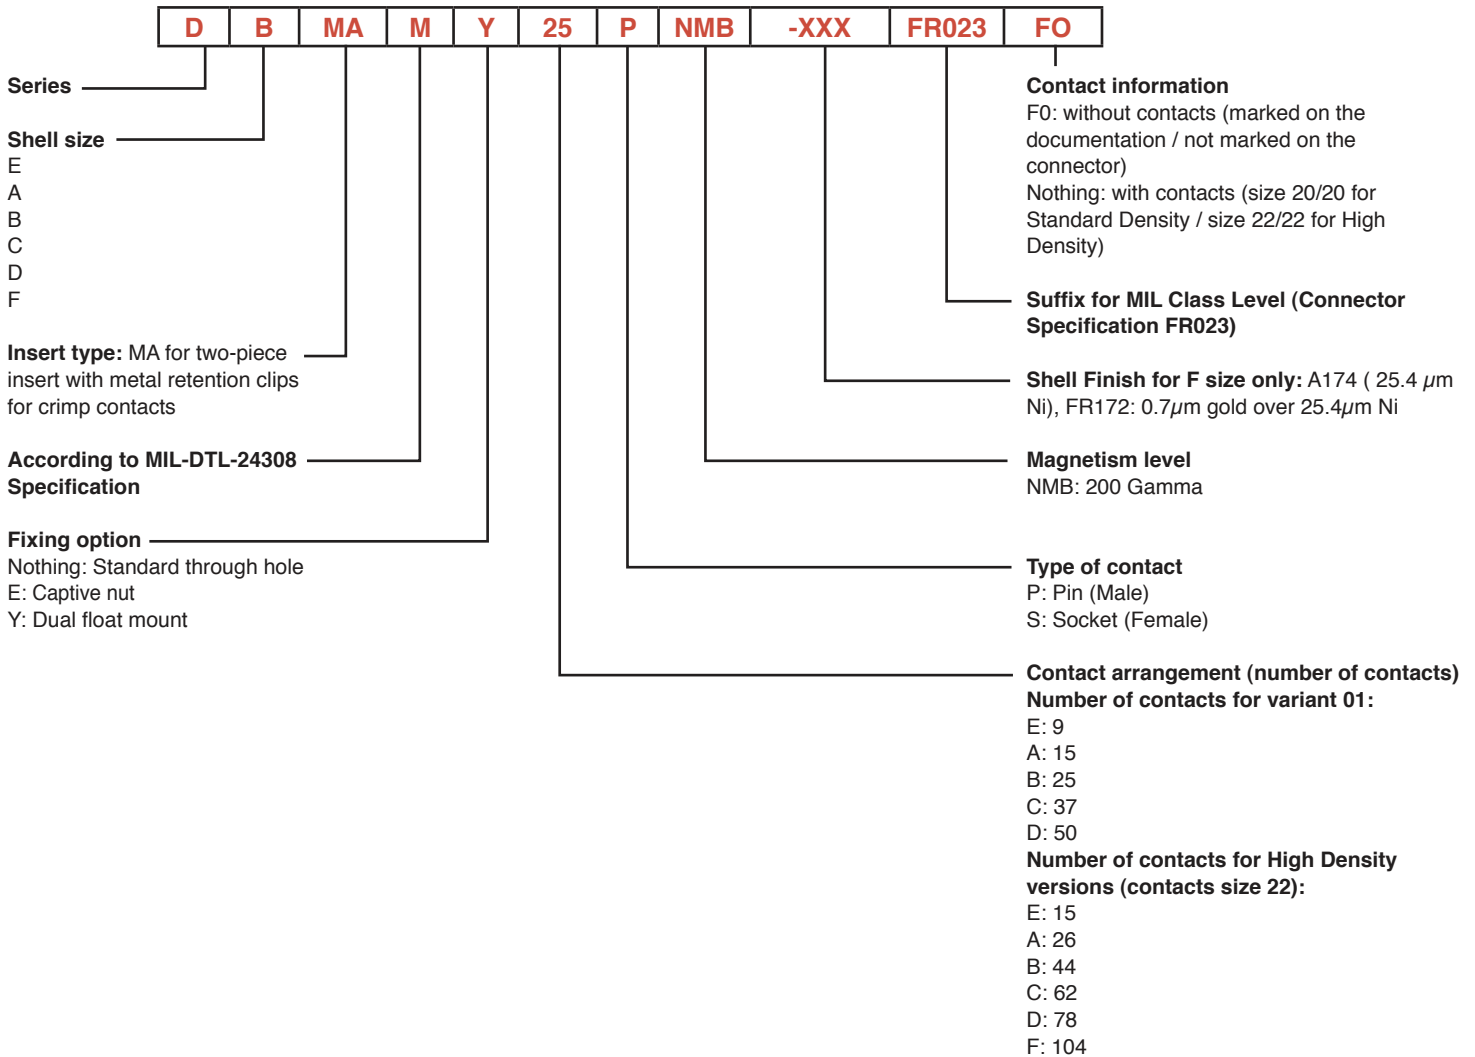 D B MA M Y 25 P NMB -XXX FR023 FO
Series
Shell size
E
A
B
C
D
F
Insert type: MA for two-piece
insert with metal retention clips
for crimp contacts
According to MIL-DTL-24308
Specification
Fixing option
Nothing: Standard through hole
E: Captive nut
Y: Dual float mount
Contact information
F0: without contacts (marked on the
documentation / not marked on the
connector)
Nothing: with contacts (size 20/20 for
Standard Density / size 22/22 for High
Density)
Suffix for MIL Class Level (Connector
Specification FR023)
Shell Finish for F size only: A174 ( 25.4 µm
Ni), FR172: 0.7µm gold over 25.4µm Ni
Magnetism level
NMB: 200 Gamma
Type of contact
P: Pin (Male)
S: Socket (Female)
Contact arrangement (number of contacts)
Number of contacts for variant 01:
E: 9
A: 15
B: 25
C: 37
D: 50
Number of contacts for High Density
versions (contacts size 22):
E: 15
A: 26
B: 44
C: 62
D: 78
F: 104